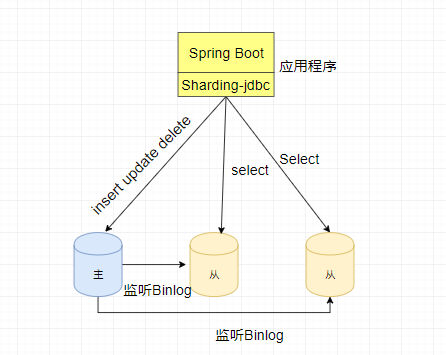 Spring Boot
Sharding-jdbc
应用程序
insert update delete
select
Select
主
从
从
监听Binlog
监听Binlog